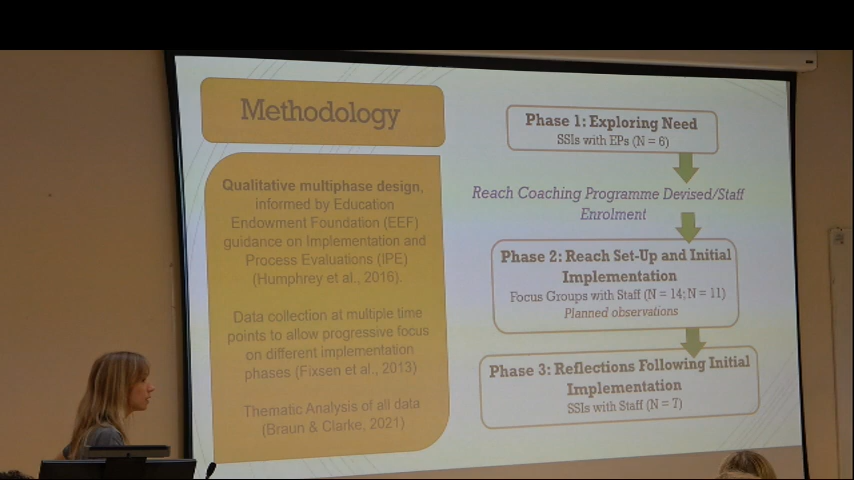 Methodology
Qualitative multiphase design,
informed by Education
Endowment Foundation (EEF)
guidance on Implementation and
Process Evaluations (IPE)
(Humphrey et al., 2016).
Data collection at multiple time
points to allow progressive focus
on different implementation
phases (Fixsen et al., 2013)
Thematic Analysis of all data
(Braun & Clarke, 2021)
Phase 1: Exploring Need
SSIs with EPs (N = 6)
Reach Coaching Programme Devised/Staff
Enrolment
Phase 2: Reach Set-Up and Initial
Implementation
Focus Groups with Staff (N = 14; N = 11)
Planned observations
Phase 3: Reflections Following Initial
Implementation
SSIs with Staff (N = 7)